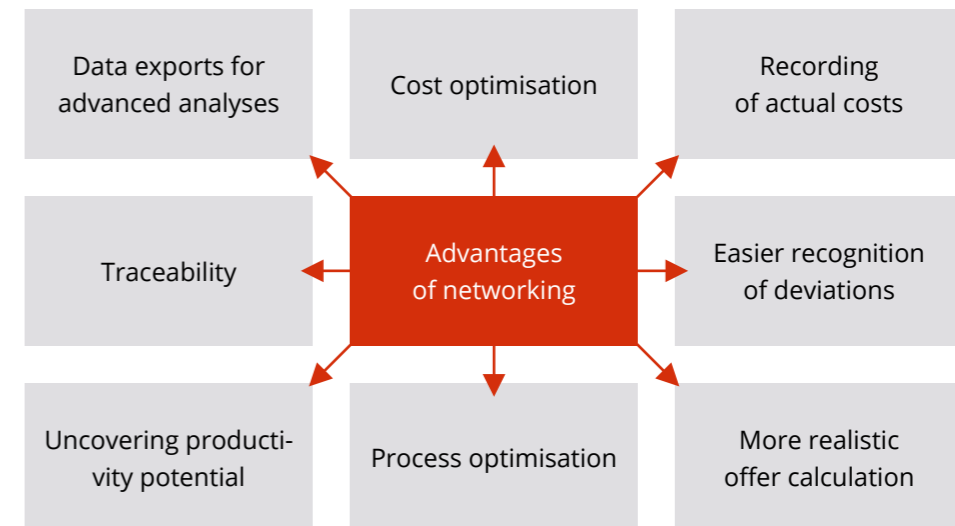 Data exports for
advanced analyses
Cost optimisation
Recording
of actual costs
Traceability
Advantages
of networking
Easier recognition
of deviations
Uncovering producti-
vity potential
Process optimisation
More realistic
offer calculation